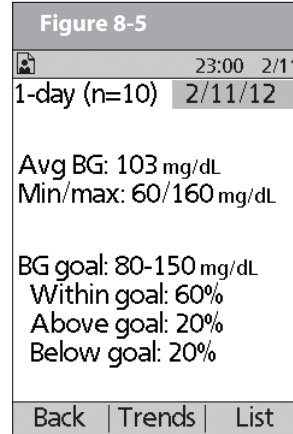 Figure 8-5
23:00 2/11
1-day (n=10) 2/11/12
Avg BG: 103 mg/dL
Min/max: 60/160 mg/dL
BG goal: 80-150 mg/dL
Within goal: 60%
Above goal: 20%
Below goal: 20%
Back | Trends | List